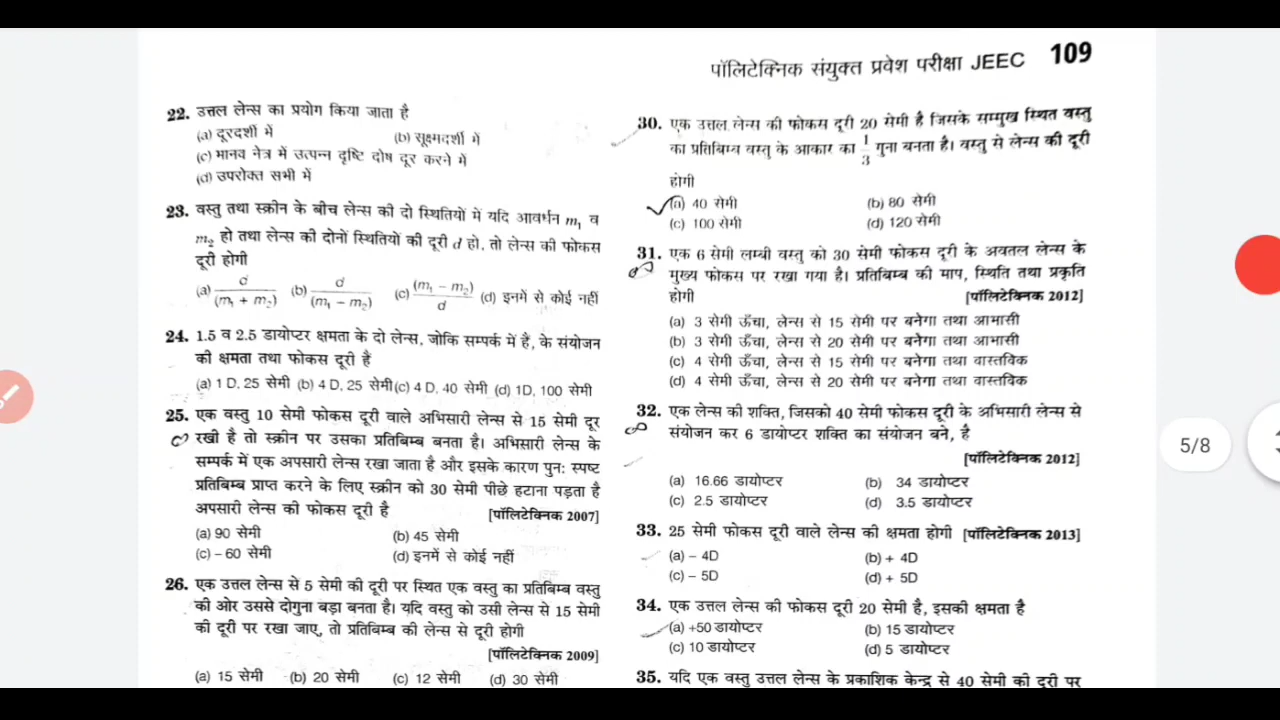 पॉलिटेक्निक संयुक्त प्रवेश परीक्षा JEEC 109
22. उत्तल लेन्स का प्रयोग किया जाता है
(a) दूरदर्शी में (b) सूक्ष्मदर्शी में
(c) मानव नेत्र में उत्पन्न दृष्टि दोष दूर करने में
(d) उपरोक्त सभी में
23. वस्तु तथा स्क्रीन के बीच लेन्स की दो स्थितियों में यदि आवर्धन m₁ व
m₂ हो तथा लेन्स की दोनों स्थितियों की दूरी d हो, तो लेन्स की फोकस
दूरी होगी
(a) d/(m₁ + m₂) (b) d/(m₁ − m₂) (c) (m₁ − m₂)/d (d) इनमें से कोई नहीं
24. 1.5 व 2.5 डायोप्टर क्षमता के दो लेन्स, जोकि सम्पर्क में हैं, के संयोजन
की क्षमता तथा फोकस दूरी हैं
(a) 1 D, 25 सेमी (b) 4 D, 25 सेमी (c) 4 D, 40 सेमी (d) 1D, 100 सेमी
25. एक वस्तु 10 सेमी फोकस दूरी वाले अभिसारी लेन्स से 15 सेमी दूर
रखी है तो स्क्रीन पर उसका प्रतिबिम्ब बनता है। अभिसारी लेन्स के
सम्पर्क में एक अपसारी लेन्स रखा जाता है और इसके कारण पुन: स्पष्ट
प्रतिबिम्ब प्राप्त करने के लिए स्क्रीन को 30 सेमी पीछे हटाना पड़ता है
अपसारी लेन्स की फोकस दूरी है [पॉलिटेक्निक 2007]
(a) 90 सेमी (b) 45 सेमी
(c) – 60 सेमी (d) इनमें से कोई नहीं
26. एक उत्तल लेन्स से 5 सेमी की दूरी पर स्थित एक वस्तु का प्रतिबिम्ब वस्तु
की ओर उससे दोगुना बड़ा बनता है। यदि वस्तु को उसी लेन्स से 15 सेमी
की दूरी पर रखा जाए, तो प्रतिबिम्ब की लेन्स से दूरी होगी
[पॉलिटेक्निक 2009]
(a) 15 सेमी (b) 20 सेमी (c) 12 सेमी (d) 30 सेमी
30. एक उत्तल लेन्स की फोकस दूरी 20 सेमी है जिसके सम्मुख स्थित वस्तु
का प्रतिबिम्ब वस्तु के आकार का 1/3 गुना बनता है। वस्तु से लेन्स की दूरी
होगी
(a) 40 सेमी (b) 80 सेमी
(c) 100 सेमी (d) 120 सेमी
31. एक 6 सेमी लम्बी वस्तु को 30 सेमी फोकस दूरी के अवतल लेन्स के
मुख्य फोकस पर रखा गया है। प्रतिबिम्ब की माप, स्थिति तथा प्रकृति
होगी [पॉलिटेक्निक 2012]
(a) 3 सेमी ऊँचा, लेन्स से 15 सेमी पर बनेगा तथा आभासी
(b) 3 सेमी ऊँचा, लेन्स से 20 सेमी पर बनेगा तथा आभासी
(c) 4 सेमी ऊँचा, लेन्स से 15 सेमी पर बनेगा तथा वास्तविक
(d) 4 सेमी ऊँचा, लेन्स से 20 सेमी पर बनेगा तथा वास्तविक
32. एक लेन्स की शक्ति, जिसको 40 सेमी फोकस दूरी के अभिसारी लेन्स से
संयोजन कर 6 डायोप्टर शक्ति का संयोजन बने, है
[पॉलिटेक्निक 2012]
(a) 16.66 डायोप्टर (b) 34 डायोप्टर
(c) 2.5 डायोप्टर (d) 3.5 डायोप्टर
33. 25 सेमी फोकस दूरी वाले लेन्स की क्षमता होगी [पॉलिटेक्निक 2013]
(a) – 4D (b) + 4D
(c) – 5D (d) + 5D
34. एक उत्तल लेन्स की फोकस दूरी 20 सेमी है, इसकी क्षमता है
(a) +50 डायोप्टर (b) 15 डायोप्टर
(c) 10 डायोप्टर (d) 5 डायोप्टर
35. यदि एक वस्तु उत्तल लेन्स के प्रकाशिक केन्द्र से 40 सेमी की दूरी पर
5/8